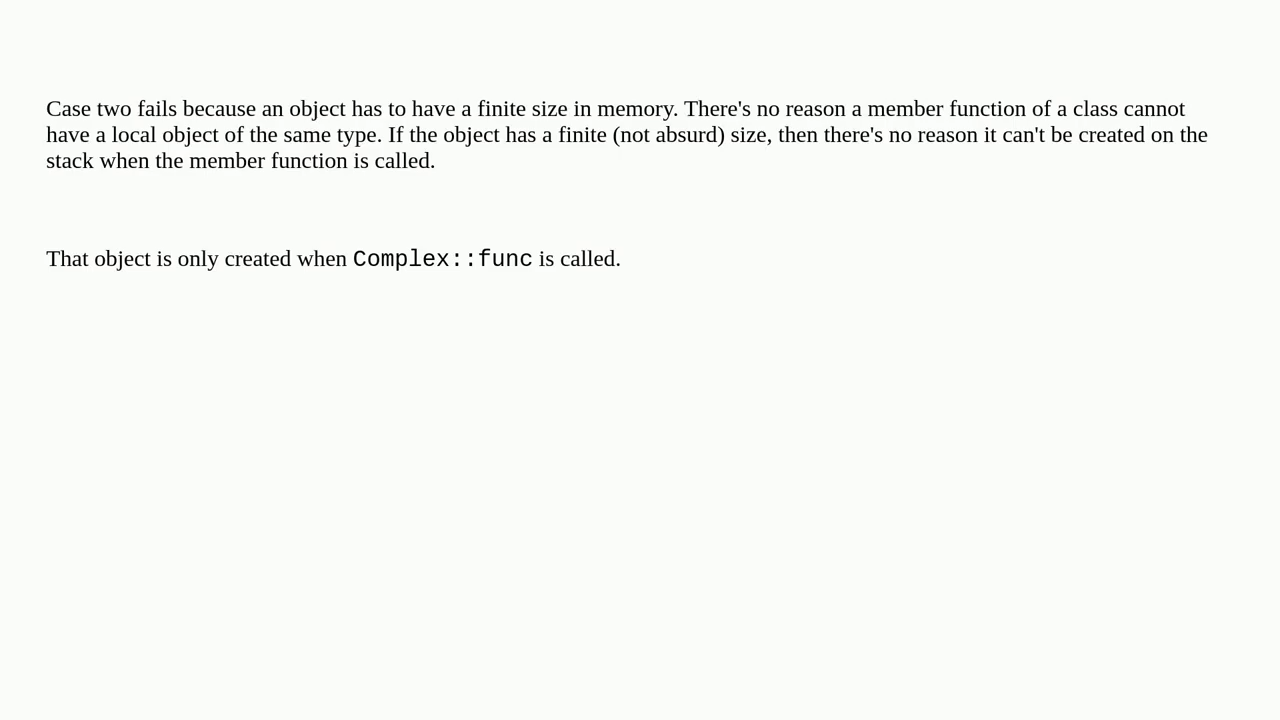 Case two fails because an object has to have a finite size in memory. There's no reason a member function of a class cannot
have a local object of the same type. If the object has a finite (not absurd) size, then there's no reason it can't be created on the
stack when the member function is called.
That object is only created when Complex::func is called.